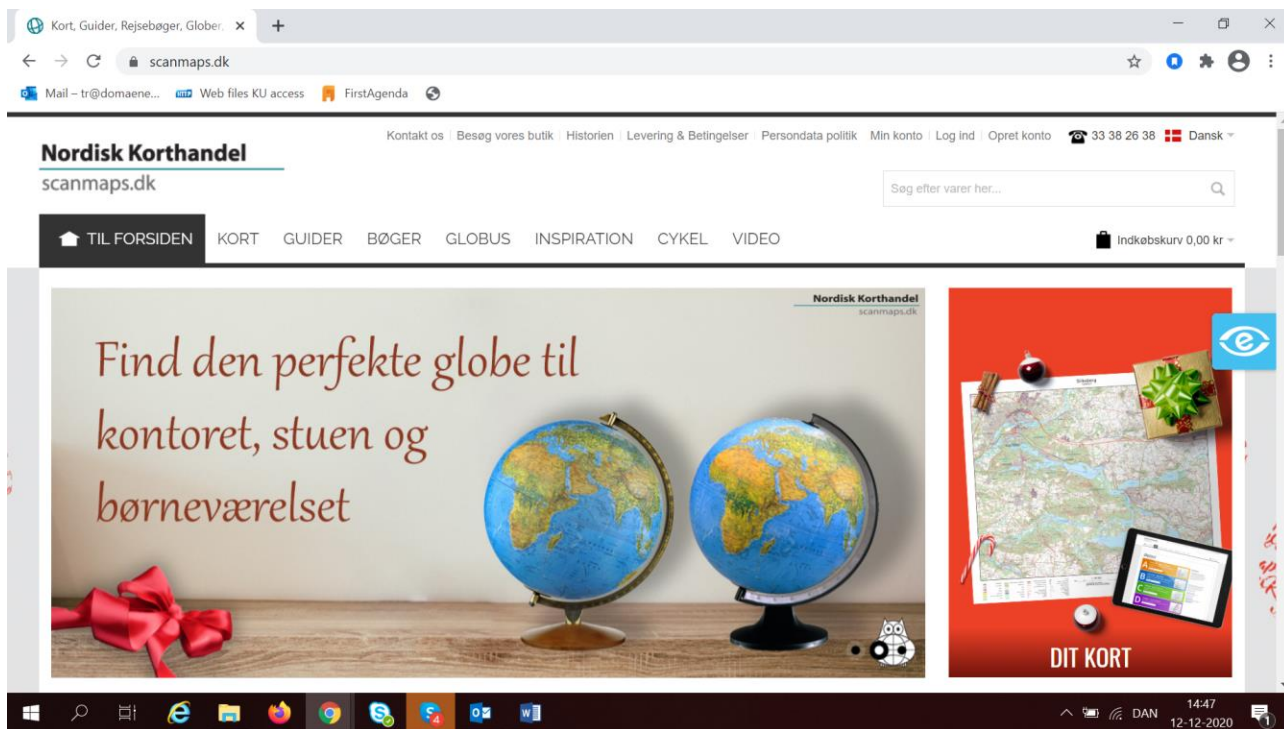 Kort, Guider, Rejsebøger, Glober,
scanmaps.dk
Mail – tr@domaene... Web files KU access FirstAgenda
Kontakt os Besøg vores butik Historien Levering & Betingelser Persondata politik Min konto Log ind Opret konto 33 38 26 38 Dansk
Nordisk Korthandel
scanmaps.dk
Søg efter varer her...
TIL FORSIDEN KORT GUIDER BØGER GLOBUS INSPIRATION CYKEL VIDEO
Indkøbskurv 0,00 kr
Nordisk Korthandel
scanmaps.dk
Find den perfekte globe til
kontoret, stuen og
børneværelset
A
B
C
D
DIT KORT
DAN
14:47
12-12-2020